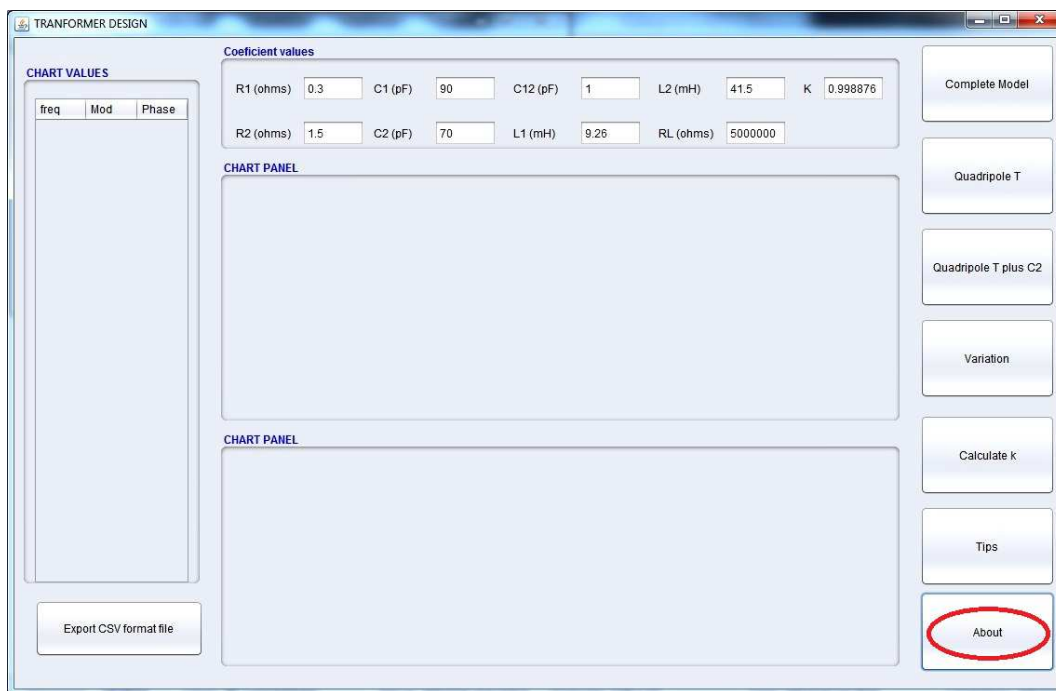 TRANFORMER DESIGN
CHART VALUES
freq Mod Phase
Export CSV format file
Coeficient values
R1 (ohms) 0.3 C1 (pF) 90 C12 (pF) 1 L2 (mH) 41.5 K 0.998876
R2 (ohms) 1.5 C2 (pF) 70 L1 (mH) 9.26 RL (ohms) 5000000
CHART PANEL
CHART PANEL
Complete Model
Quadripole T
Quadripole T plus C2
Variation
Calculate k
Tips
About